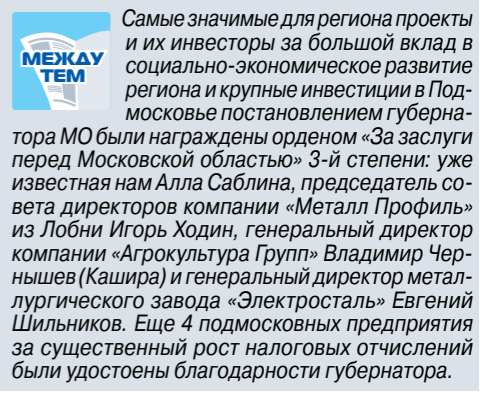 МЕЖДУ
ТЕМ
Самые значимые для региона проекты
и их инвесторы за большой вклад в
социально-экономическое развитие
региона и крупные инвестиции в Под-
московье постановлением губерна-
тора МО были награждены орденом «За заслуги
перед Московской областью» 3-й степени: уже
известная нам Алла Саблина, председатель со-
вета директоров компании «Металл Профиль»
из Лобни Игорь Ходин, генеральный директор
компании «Агрокультура Групп» Владимир Чер-
нышев (Кашира) и генеральный директор метал-
лургического завода «Электросталь» Евгений
Шильников. Еще 4 подмосковных предприятия
за существенный рост налоговых отчислений
были удостоены благодарности губернатора.